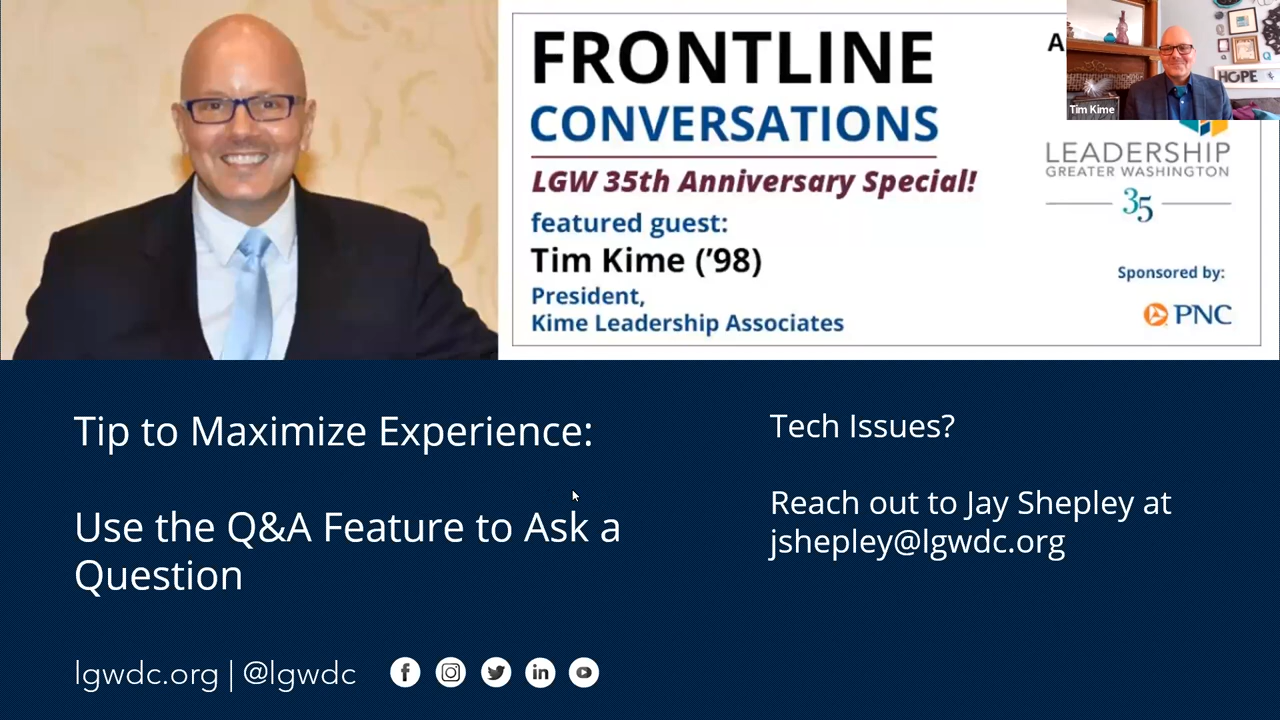 FRONTLINE
CONVERSATIONS
LGW 35th Anniversary Special!
featured guest:
Tim Kime (’98)
President,
Kime Leadership Associates
A
Tim Kime
HOPE
LEADERSHIP
GREATER WASHINGTON
35
Sponsored by:
PNC
Tip to Maximize Experience:
Use the Q&A Feature to Ask a
Question
Tech Issues?
Reach out to Jay Shepley at
jshepley@lgwdc.org
lgwdc.org | @lgwdc